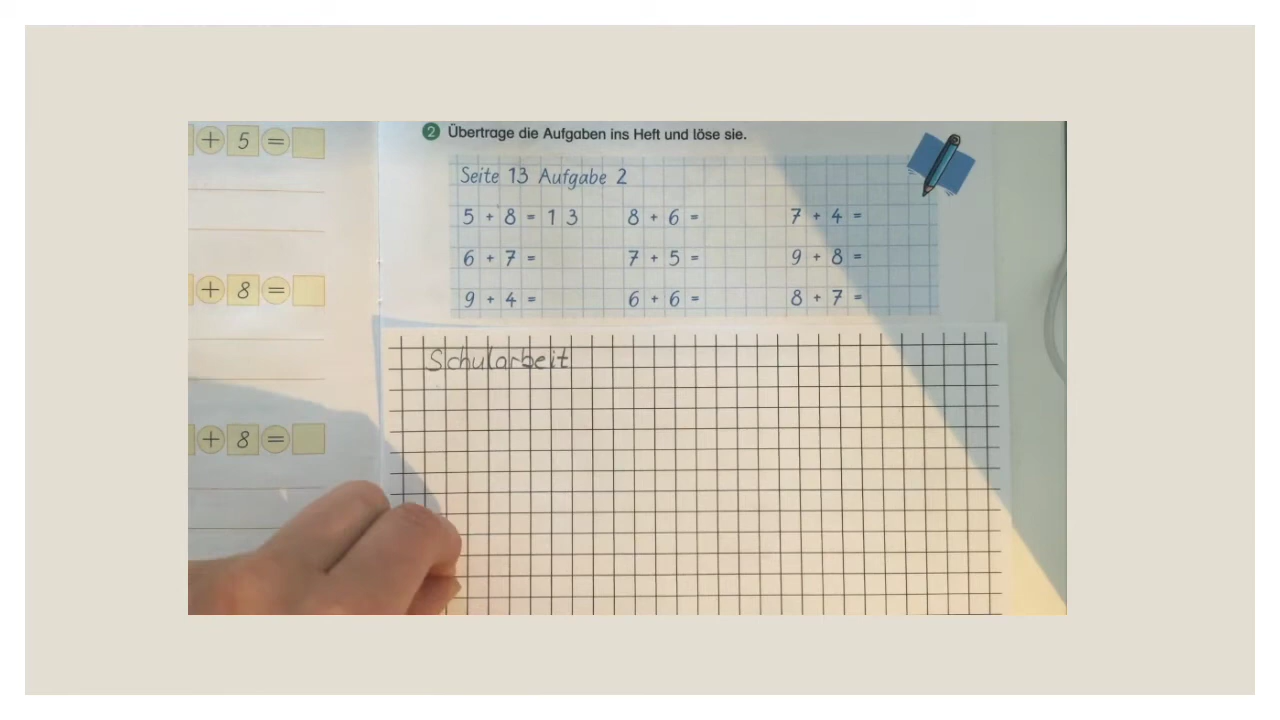 + 5 =
+ 8 =
+ 8 =
2 Übertrage die Aufgaben ins Heft und löse sie.
Seite 13 Aufgabe 2
5 + 8 = 13 8 + 6 = 7 + 4 =
6 + 7 = 7 + 5 = 9 + 8 =
9 + 4 = 6 + 6 = 8 + 7 =
Schularbeit